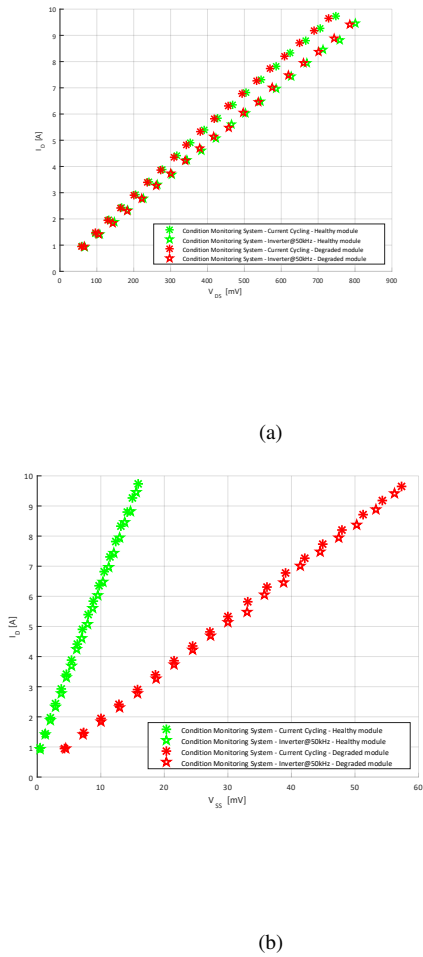 10
9
8
7
6
5
4
3
2
1
0
I_D [A]
Condition Monitoring System - Current Cycling - Healthy module
Condition Monitoring System - Inverter@50kHz - Healthy module
Condition Monitoring System - Current Cycling - Degraded module
Condition Monitoring System - Inverter@50kHz - Degraded module
0 100 200 300 400 500 600 700 800 900
V_DS [mV]
(a)
10
9
8
7
6
5
4
3
2
1
0
I_D [A]
Condition Monitoring System - Current Cycling - Healthy module
Condition Monitoring System - Inverter@50kHz - Healthy module
Condition Monitoring System - Current Cycling - Degraded module
Condition Monitoring System - Inverter@50kHz - Degraded module
0 10 20 30 40 50 60
V_SS [mV]
(b)